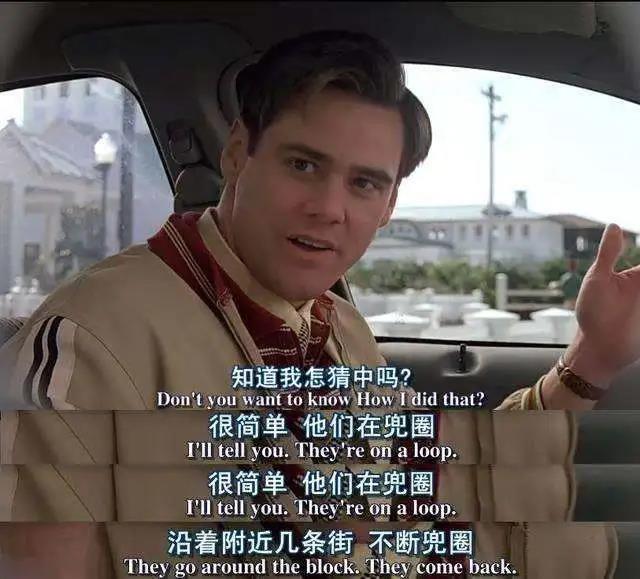 知道我怎猜中吗?
Don't you want to know How I did that?
很简单 他们在兜圈
I'll tell you. They're on a loop.
很简单 他们在兜圈
I'll tell you. They're on a loop.
沿着附近几条街 不断兜圈
They go around the block. They come back.